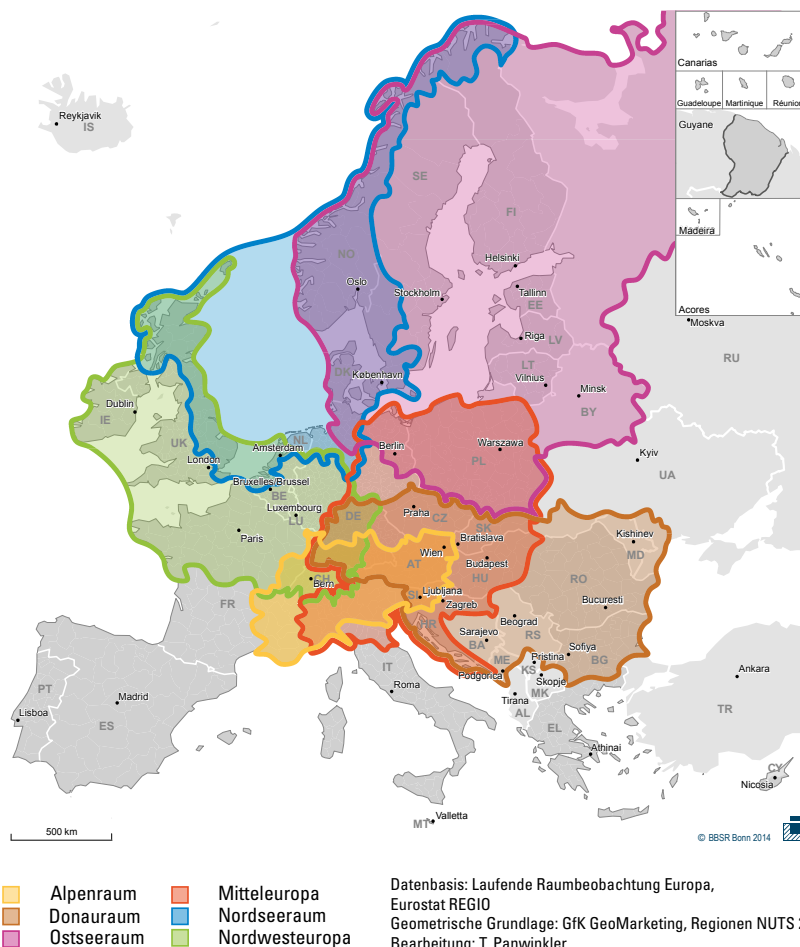 Canarias
Guadeloupe Martinique Réunion
Guyane
Madeira
Acores
Reykjavik
IS
SE
FI
NO
Helsinki
Oslo
Stockholm
Tallinn
EE
Moskva
Riga
LV
RU
DK
København
LT
Vilnius
Minsk
BY
Dublin
IE
UK
NL
Amsterdam
Berlin
Warszawa
PL
Kyiv
UA
London
Bruxelles/Brussel
BE
Luxembourg
LU
DE
Praha
CZ
SK
Paris
Bratislava
Wien
AT
Budapest
HU
Kishinev
MD
CH
Bern
FR
SI
Ljubljana
Zagreb
RO
Bucuresti
HR
Beograd
RS
Sarajevo
BA
Sofiya
BG
ME
Pristina
KS
Podgorica
Skopje
MK
IT
Roma
Tirana
AL
PT
Madrid
Lisboa
ES
Ankara
TR
EL
Athinai
CY
Nicosia
Valletta
MT
500 km
© BBSR Bonn 2014
Alpenraum
Donauraum
Ostseeraum
Mitteleuropa
Nordseeraum
Nordwesteuropa
Datenbasis: Laufende Raumbeobachtung Europa,
Eurostat REGIO
Geometrische Grundlage: GfK GeoMarketing, Regionen NUTS
Bearbeitung: T. Panwinkler